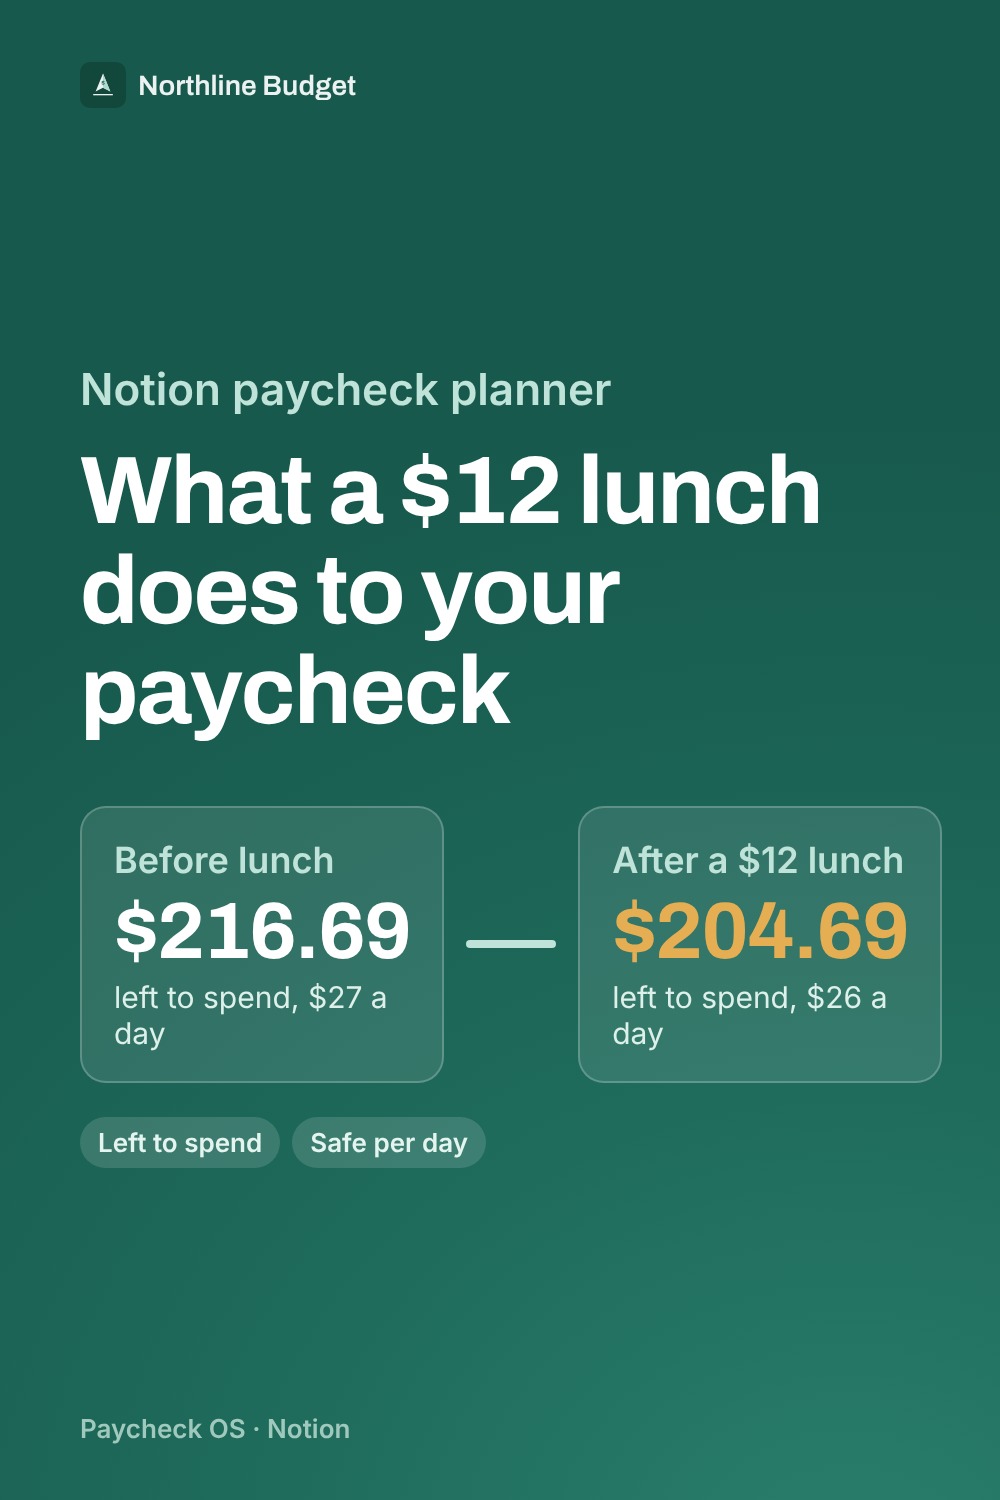 Northline Budget
Notion paycheck planner
What a $12 lunch
does to your
paycheck
Before lunch
$216.69
left to spend, $27 a
day
After a $12 lunch
$204.69
left to spend, $26 a
day
Left to spend
Safe per day
Paycheck OS · Notion